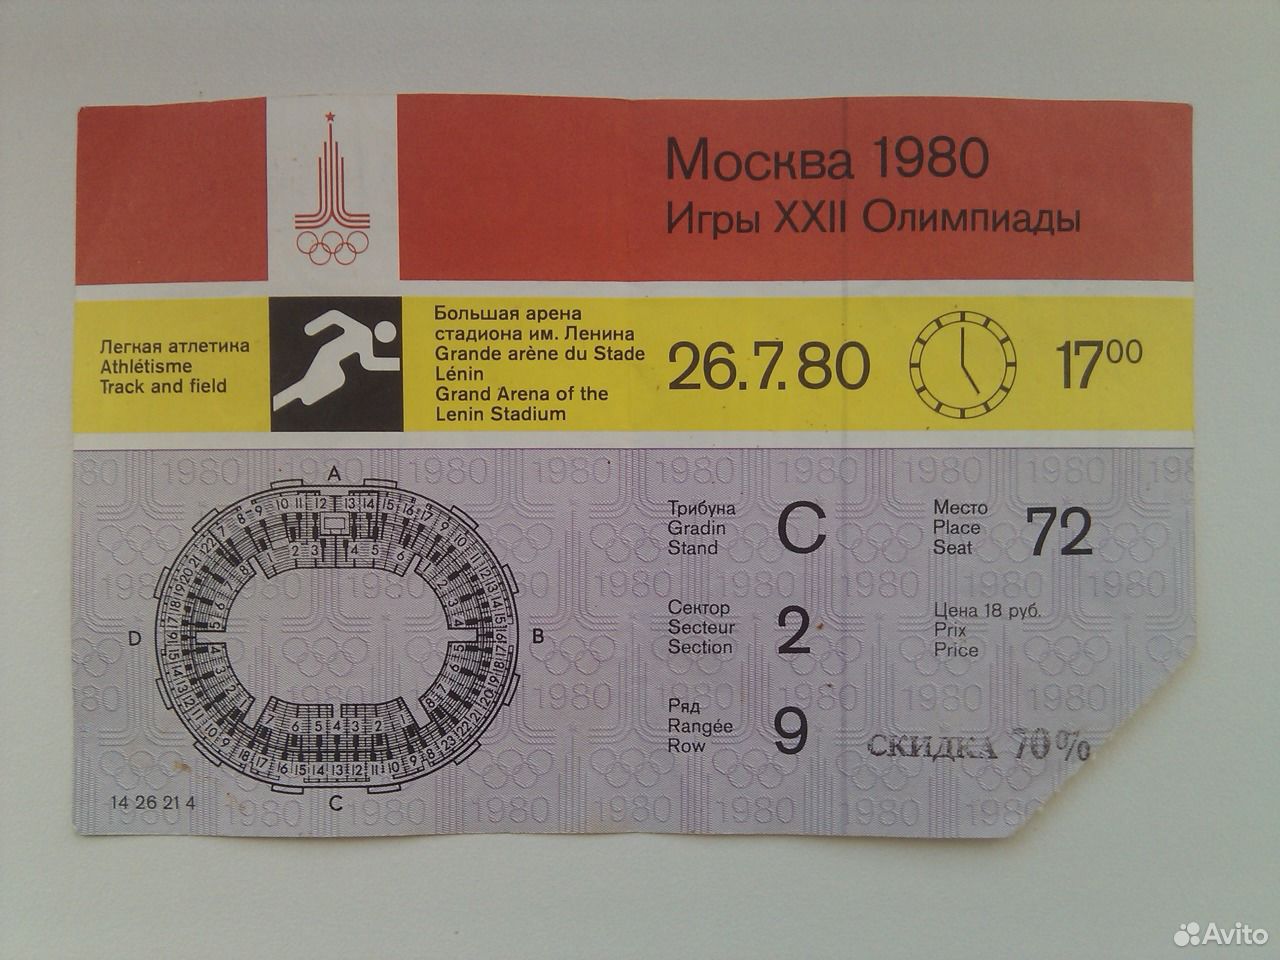 Москва 1980
Игры XXII Олимпиады
Легкая атлетика
Athlétisme
Track and field
Большая арена
стадиона им. Ленина
Grande arène du Stade
Lénin
Grand Arena of the
Lenin Stadium
26.7.80
17⁰⁰
A
B
C
D
Трибуна
Gradin
Stand
C
Место
Place
Seat
72
Сектор
Secteur
Section
2
Цена 18 руб.
Prix
Price
Ряд
Rangée
Row
9
СКИДКА 70%
14 26 21 4
Avito